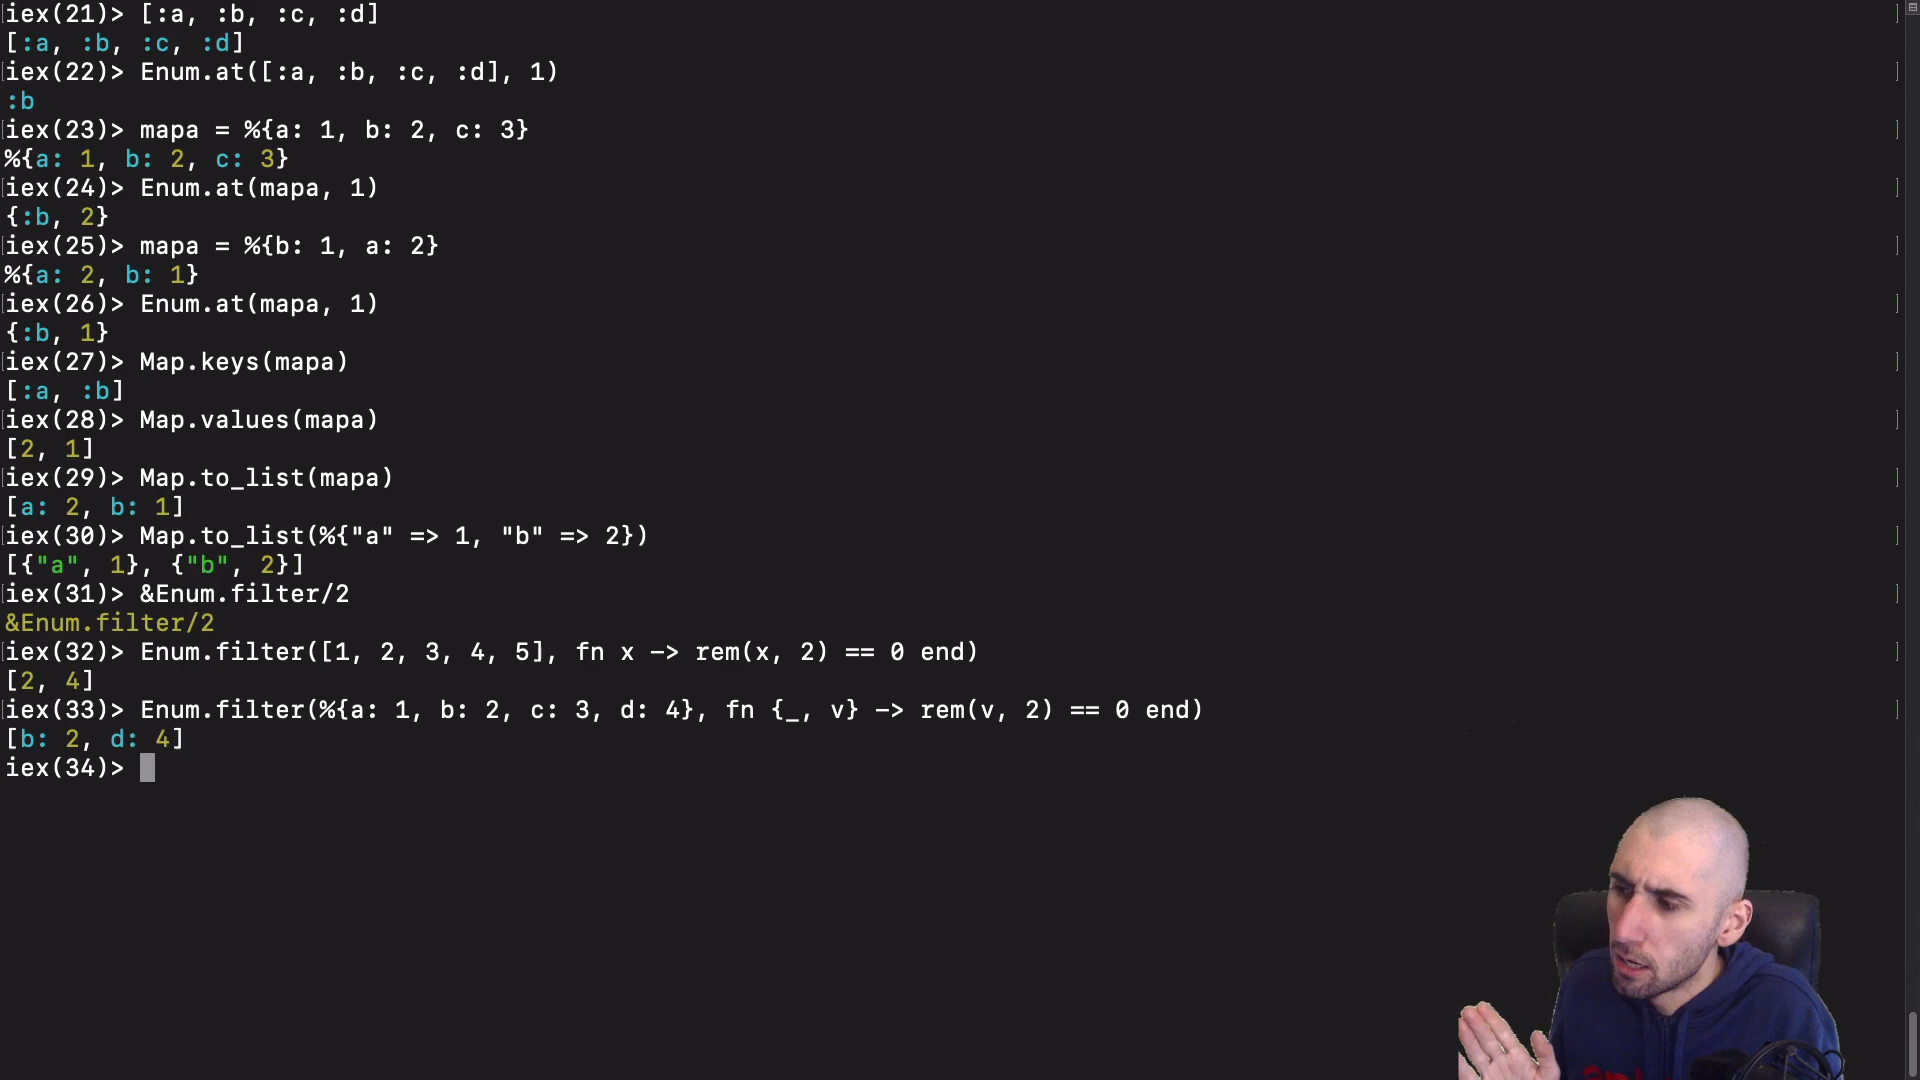 iex(21)> [:a, :b, :c, :d]
[:a, :b, :c, :d]
iex(22)> Enum.at([:a, :b, :c, :d], 1)
:b
iex(23)> mapa = %{a: 1, b: 2, c: 3}
%{a: 1, b: 2, c: 3}
iex(24)> Enum.at(mapa, 1)
{:b, 2}
iex(25)> mapa = %{b: 1, a: 2}
%{a: 2, b: 1}
iex(26)> Enum.at(mapa, 1)
{:b, 1}
iex(27)> Map.keys(mapa)
[:a, :b]
iex(28)> Map.values(mapa)
[2, 1]
iex(29)> Map.to_list(mapa)
[a: 2, b: 1]
iex(30)> Map.to_list(%{"a" => 1, "b" => 2})
[{"a", 1}, {"b", 2}]
iex(31)> &Enum.filter/2
&Enum.filter/2
iex(32)> Enum.filter([1, 2, 3, 4, 5], fn x -> rem(x, 2) == 0 end)
[2, 4]
iex(33)> Enum.filter(%{a: 1, b: 2, c: 3, d: 4}, fn {_, v} -> rem(v, 2) == 0 end)
[b: 2, d: 4]
iex(34)>